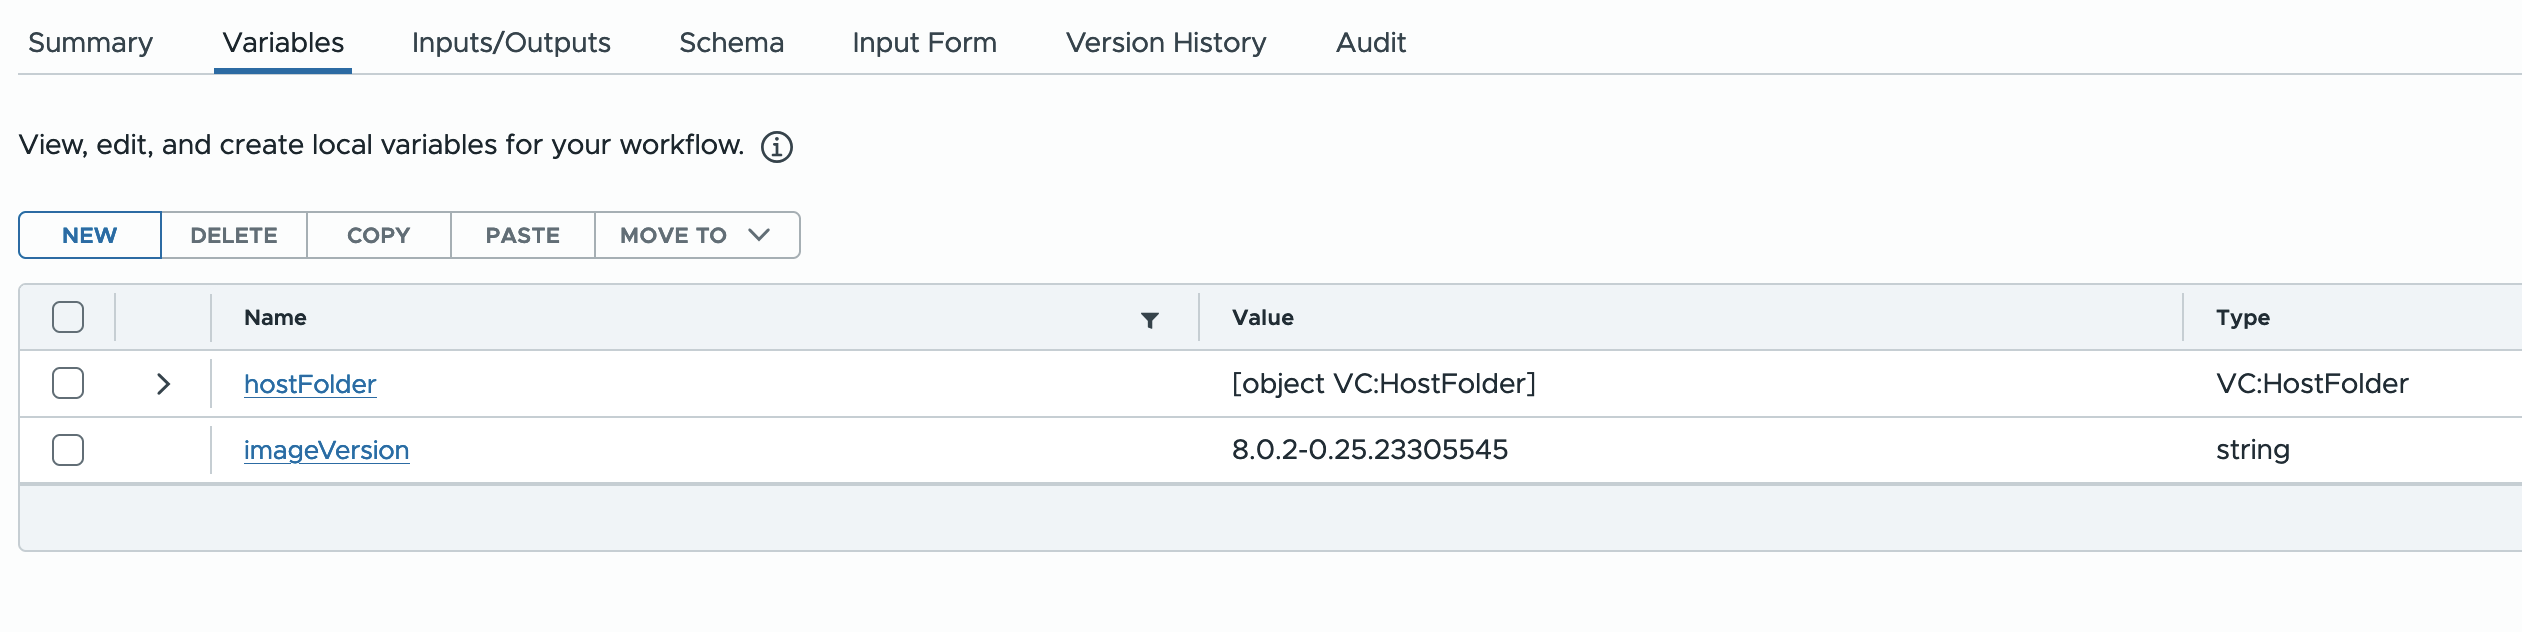 Summary Variables Inputs/Outputs Schema Input Form Version History Audit
View, edit, and create local variables for your workflow.
NEW DELETE COPY PASTE MOVE TO
Name Value Type
hostFolder [object VC:HostFolder] VC:HostFolder
imageVersion 8.0.2-0.25.23305545 string